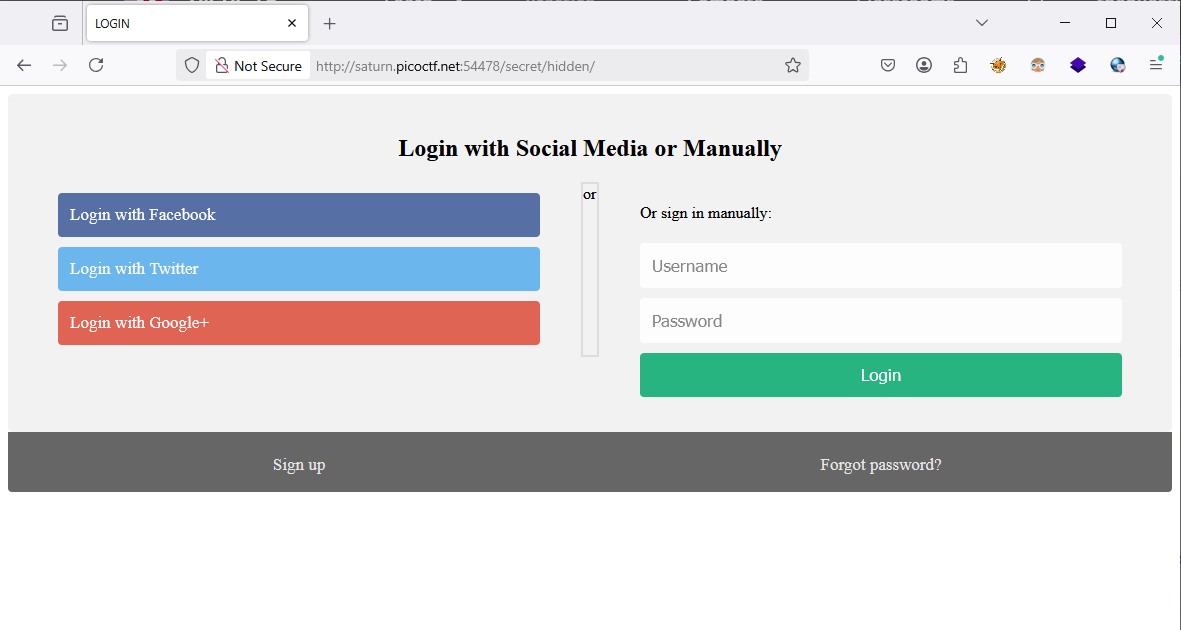 LOGIN
Not Secure http://saturn.picoctf.net:54478/secret/hidden/
Login with Social Media or Manually
Login with Facebook
Login with Twitter
Login with Google+
or
Or sign in manually:
Username
Password
Login
Sign up
Forgot password?